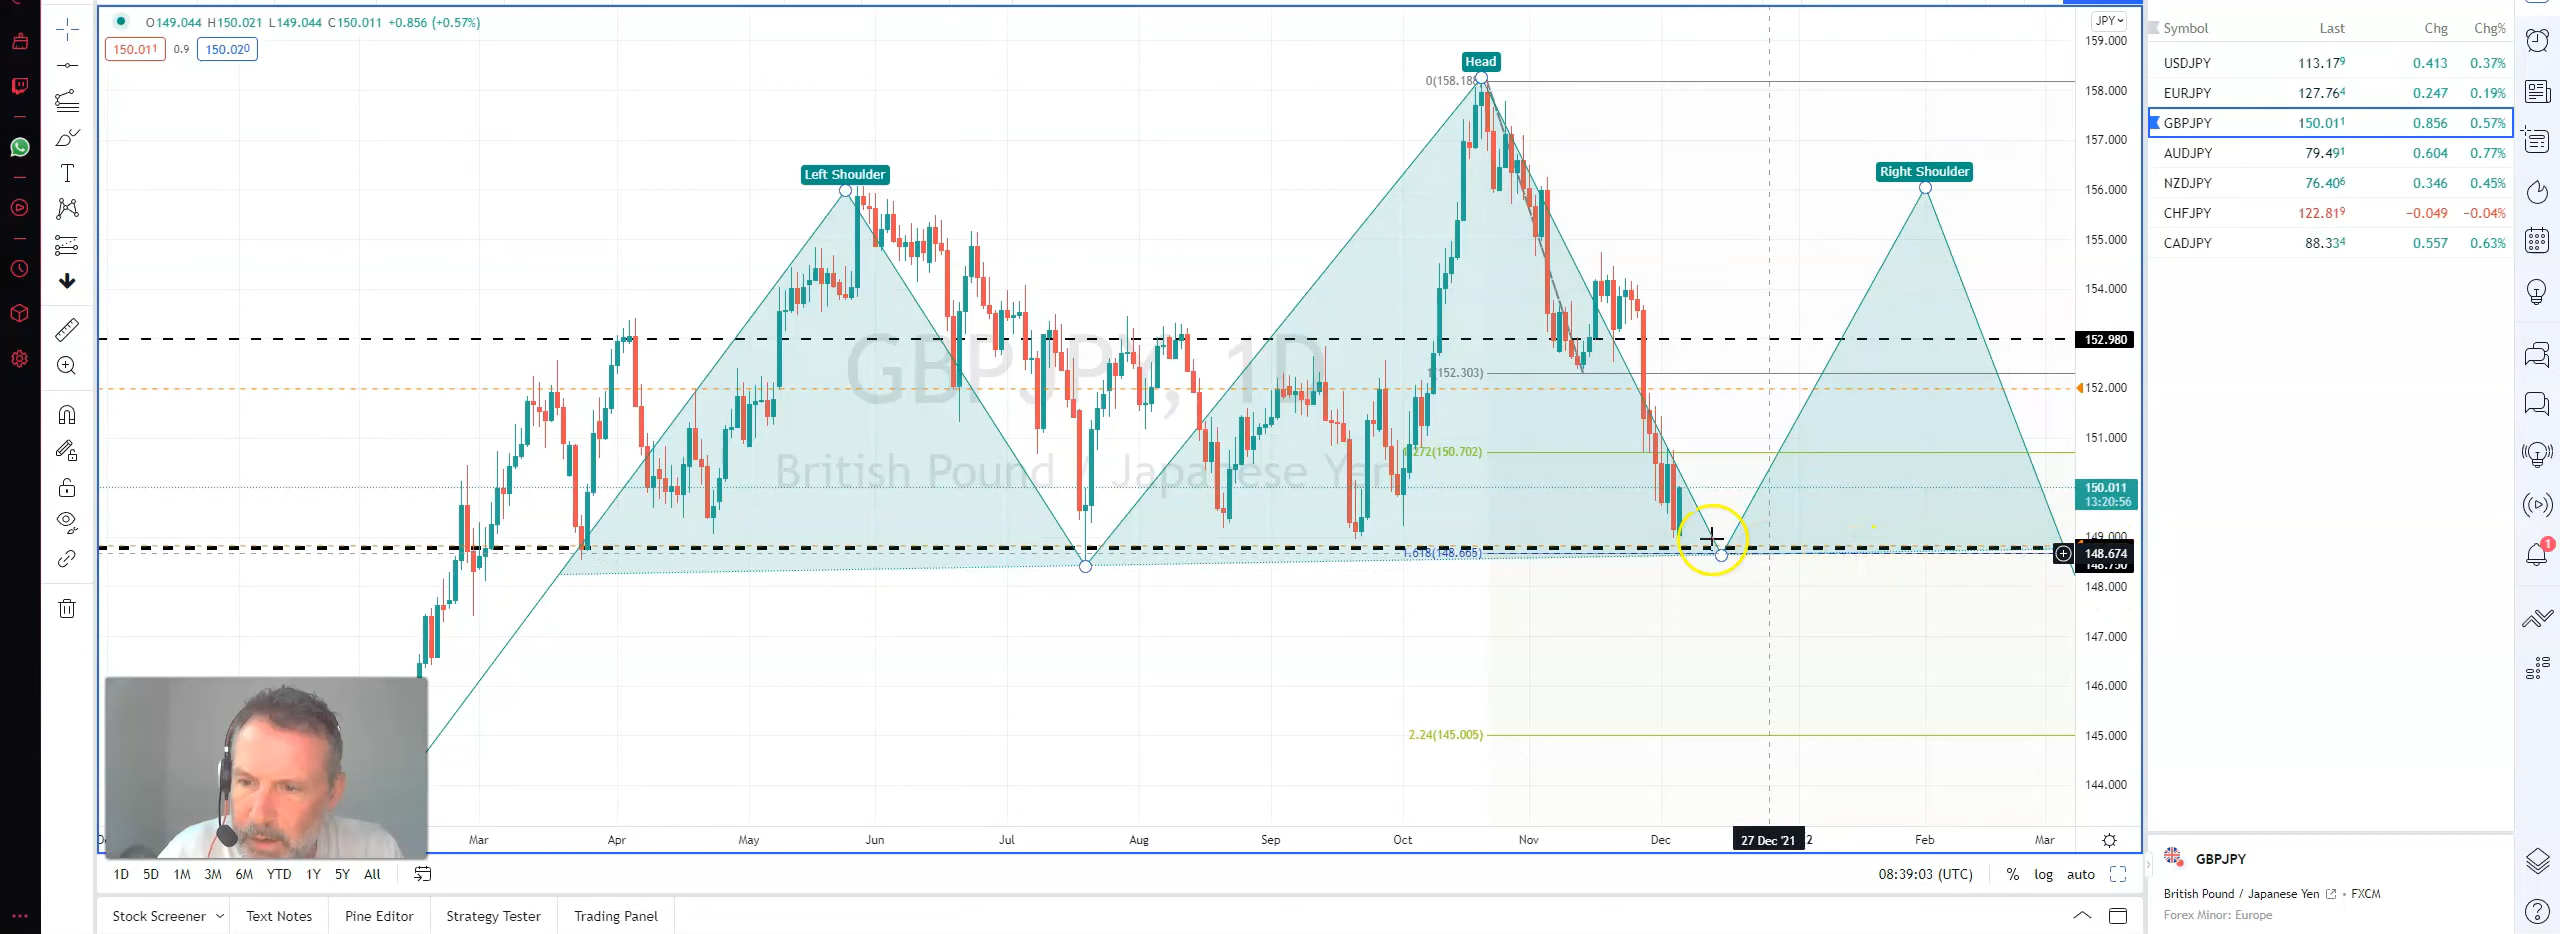 O149.044 H150.021 L149.044 C150.011 +0.856 (+0.57%)
150.011 0.9 150.020
JPY
Head
Left Shoulder
Right Shoulder
0(158.188
(152.303)
.272(150.702)
1.618(148.665)
2.24(145.005)
GBPJPY, 1D
British Pound / Japanese Yen
159.000
158.000
157.000
156.000
155.000
154.000
152.980
152.000
151.000
150.011
13:20:56
149.000
148.674
148.750
148.000
147.000
146.000
145.000
144.000
Mar Apr May Jun Jul Aug Sep Oct Nov Dec 27 Dec '21 2 Feb Mar
1D 5D 1M 3M 6M YTD 1Y 5Y All
08:39:03 (UTC) % log auto
Stock Screener Text Notes Pine Editor Strategy Tester Trading Panel
Symbol Last Chg Chg%
USDJPY 113.179 0.413 0.37%
EURJPY 127.764 0.247 0.19%
GBPJPY 150.011 0.856 0.57%
AUDJPY 79.491 0.604 0.77%
NZDJPY 76.406 0.346 0.45%
CHFJPY 122.819 −0.049 −0.04%
CADJPY 88.334 0.557 0.63%
1
GBPJPY
British Pound / Japanese Yen • FXCM
Forex Minor: Europe